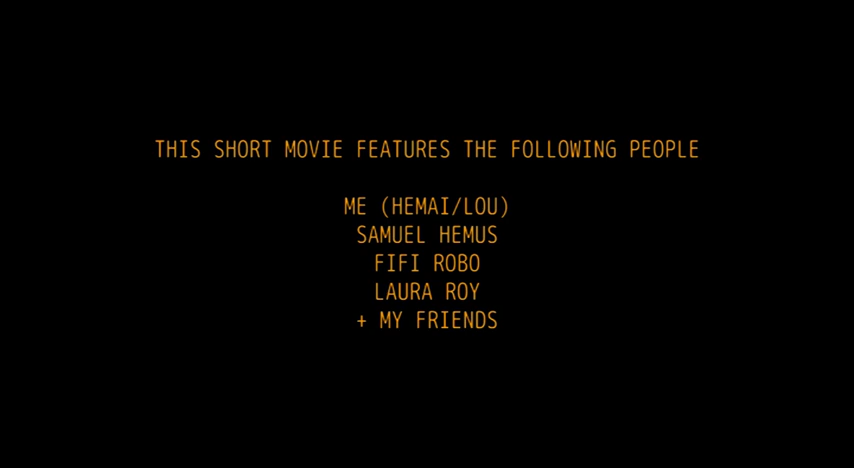 THIS SHORT MOVIE FEATURES THE FOLLOWING PEOPLE
ME (HEMAI/LOU)
SAMUEL HEMUS
FIFI ROBO
LAURA ROY
+ MY FRIENDS